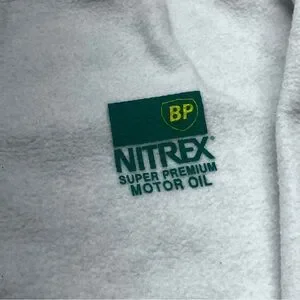 BP
NITREX®
SUPER PREMIUM
MOTOR OIL